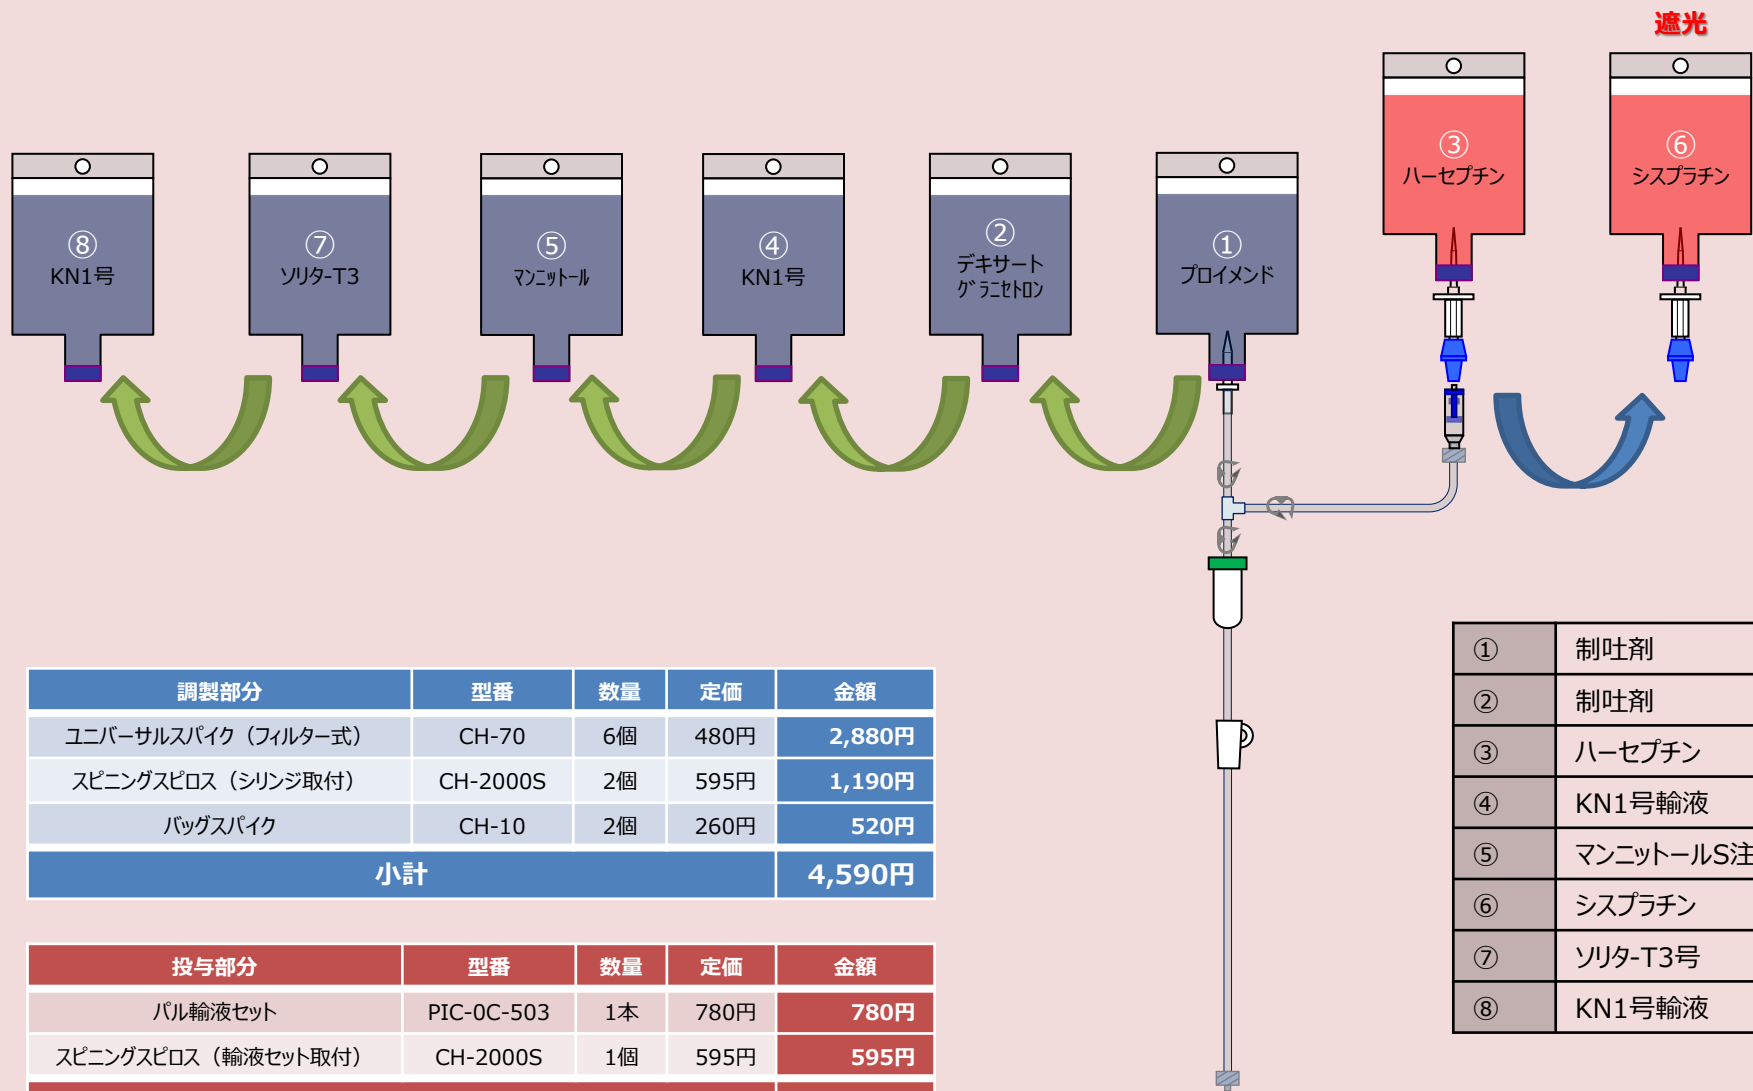 遮光
③
ハーセプチン
⑥
シスプラチン
⑧
KN1号
⑦
ソリタ-T3
⑤
マンニットール
④
KN1号
②
デキサート
グラニセトロン
①
プロイメンド
調製部分 型番 数量 定価 金額
ユニバーサルスパイク（フィルター式） CH-70 6個 480円 2,880円
スピニングスピロス（シリンジ取付） CH-2000S 2個 595円 1,190円
バッグスパイク CH-10 2個 260円 520円
小計 4,590円
投与部分 型番 数量 定価 金額
パル輸液セット PIC-0C-503 1本 780円 780円
スピニングスピロス（輸液セット取付） CH-2000S 1個 595円 595円
① 制吐剤
② 制吐剤
③ ハーセプチン
④ KN1号輸液
⑤ マンニットールS注
⑥ シスプラチン
⑦ ソリタ-T3号
⑧ KN1号輸液